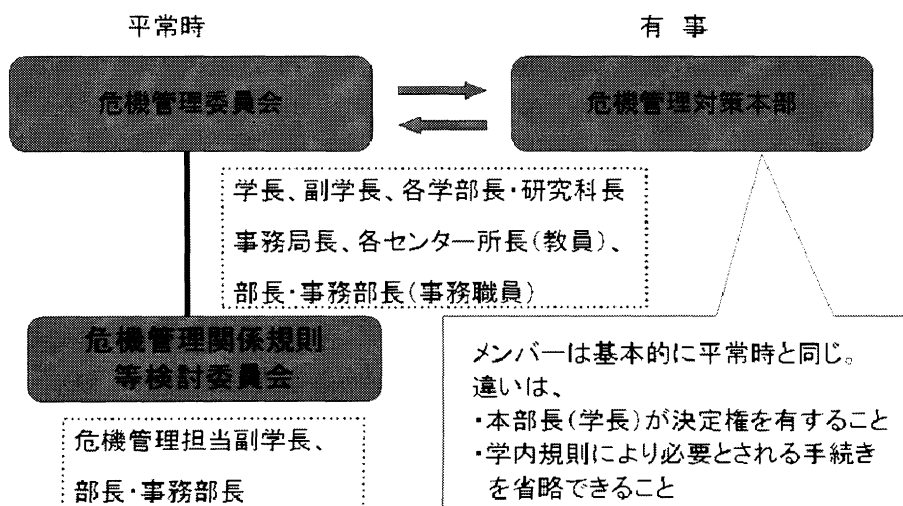 平常時
有 事
危機管理委員会
危機管理対策本部
学長、副学長、各学部長・研究科長
事務局長、各センター所長(教員)、
部長・事務部長(事務職員)
危機管理関係規則
等検討委員会
危機管理担当副学長、
部長・事務部長
メンバーは基本的に平常時と同じ。
違いは、
・本部長(学長)が決定権を有すること
・学内規則により必要とされる手続き
を省略できること